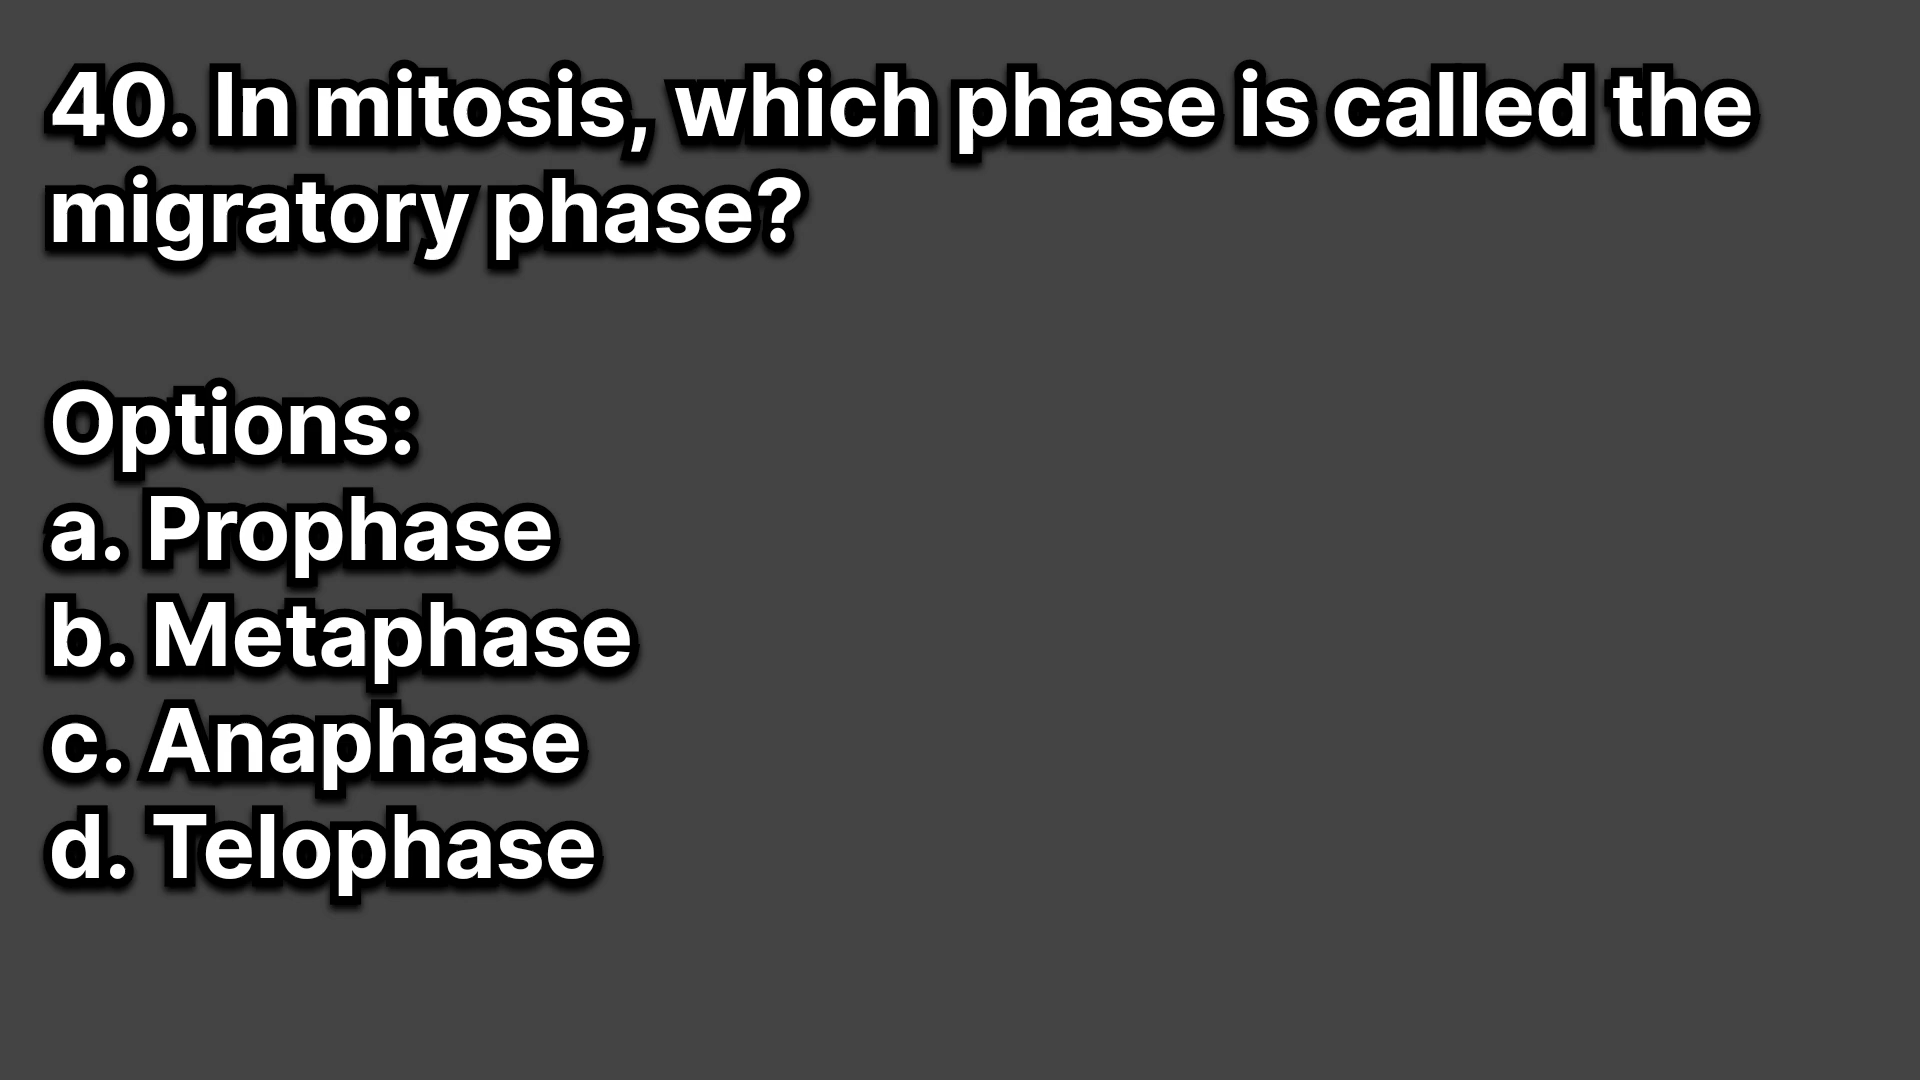 40. In mitosis, which phase is called the
migratory phase?
Options:
a. Prophase
b. Metaphase
c. Anaphase
d. Telophase